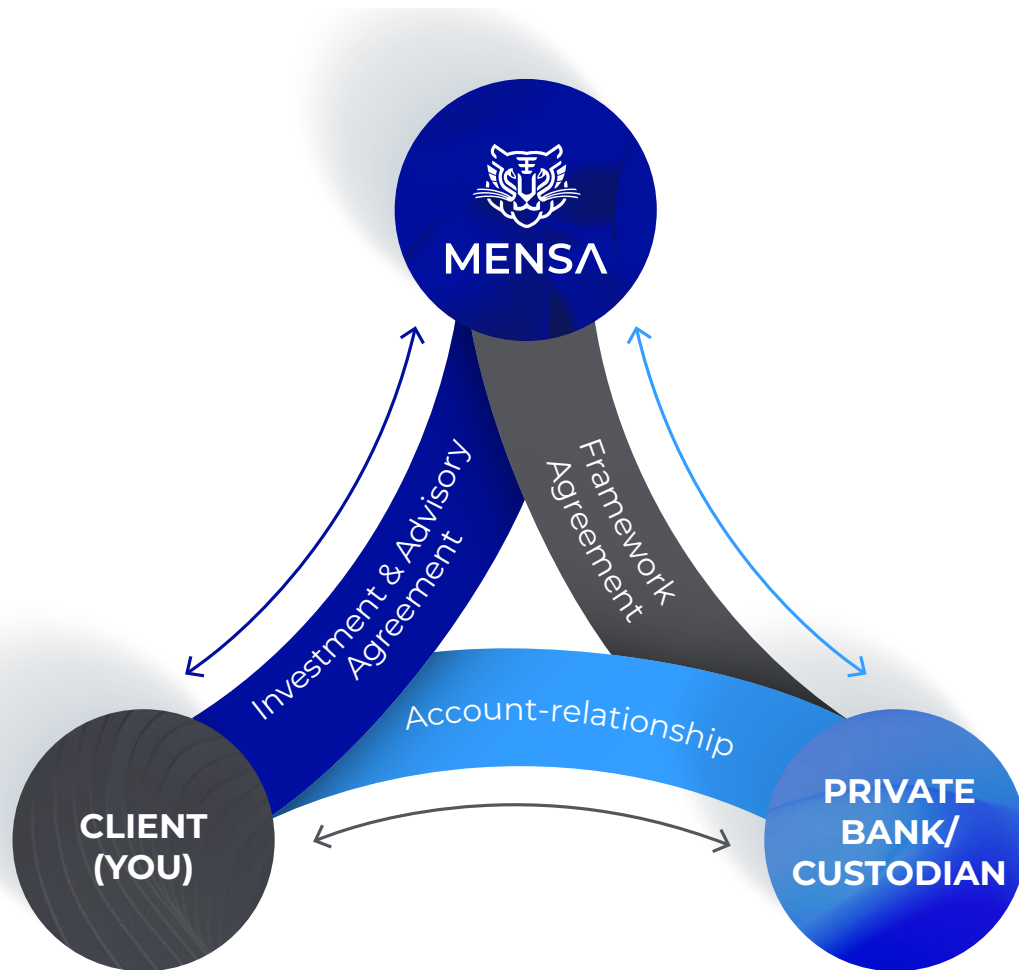 MENSA
Investment & Advisory
Agreement
Framework
Agreement
Account-relationship
CLIENT
(YOU)
PRIVATE
BANK/
CUSTODIAN